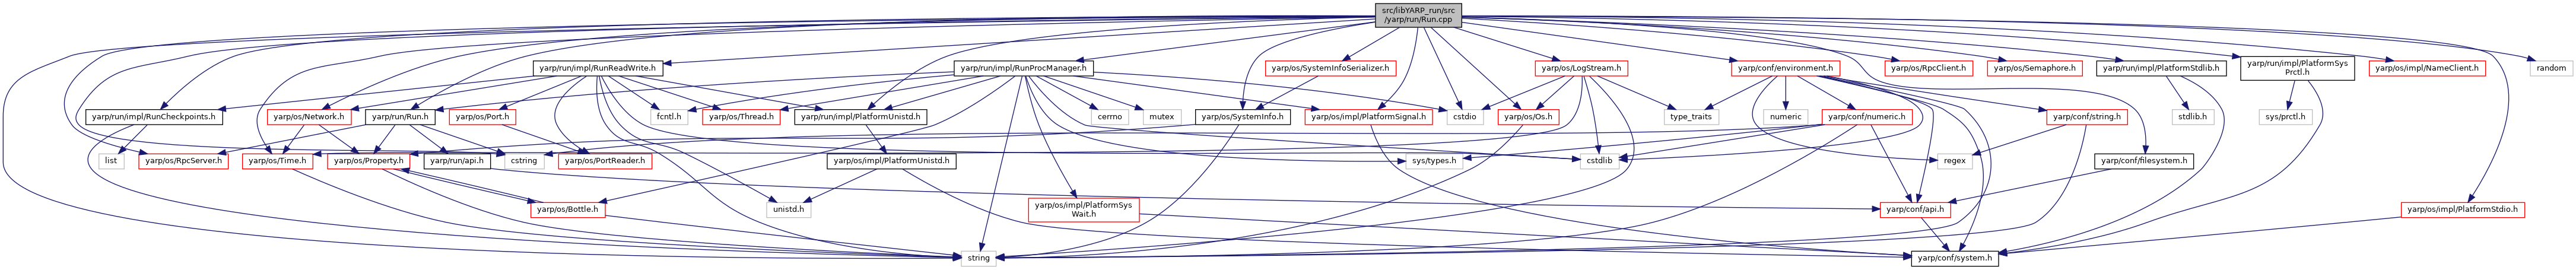 src/libYARP_run/src
/yarp/run/Run.cpp
yarp/run/impl/RunReadWrite.h
yarp/run/impl/RunProcManager.h
yarp/os/SystemInfoSerializer.h
yarp/os/LogStream.h
yarp/conf/environment.h
yarp/os/RpcClient.h
yarp/os/Semaphore.h
yarp/run/impl/PlatformStdlib.h
yarp/run/impl/PlatformSys
Prctl.h
yarp/os/impl/NameClient.h
random
yarp/run/impl/RunCheckpoints.h
yarp/os/Network.h
yarp/run/Run.h
yarp/os/Port.h
fcntl.h
yarp/os/Thread.h
yarp/run/impl/PlatformUnistd.h
cerrno
mutex
yarp/os/SystemInfo.h
yarp/os/impl/PlatformSignal.h
cstdio
yarp/os/Os.h
type_traits
numeric
yarp/conf/numeric.h
yarp/conf/string.h
stdlib.h
sys/prctl.h
list
yarp/os/RpcServer.h
yarp/os/Time.h
yarp/os/Property.h
yarp/run/api.h
cstring
yarp/os/PortReader.h
yarp/os/impl/PlatformUnistd.h
sys/types.h
cstdlib
regex
yarp/conf/filesystem.h
yarp/os/Bottle.h
unistd.h
yarp/os/impl/PlatformSys
Wait.h
yarp/conf/api.h
yarp/os/impl/PlatformStdio.h
string
yarp/conf/system.h